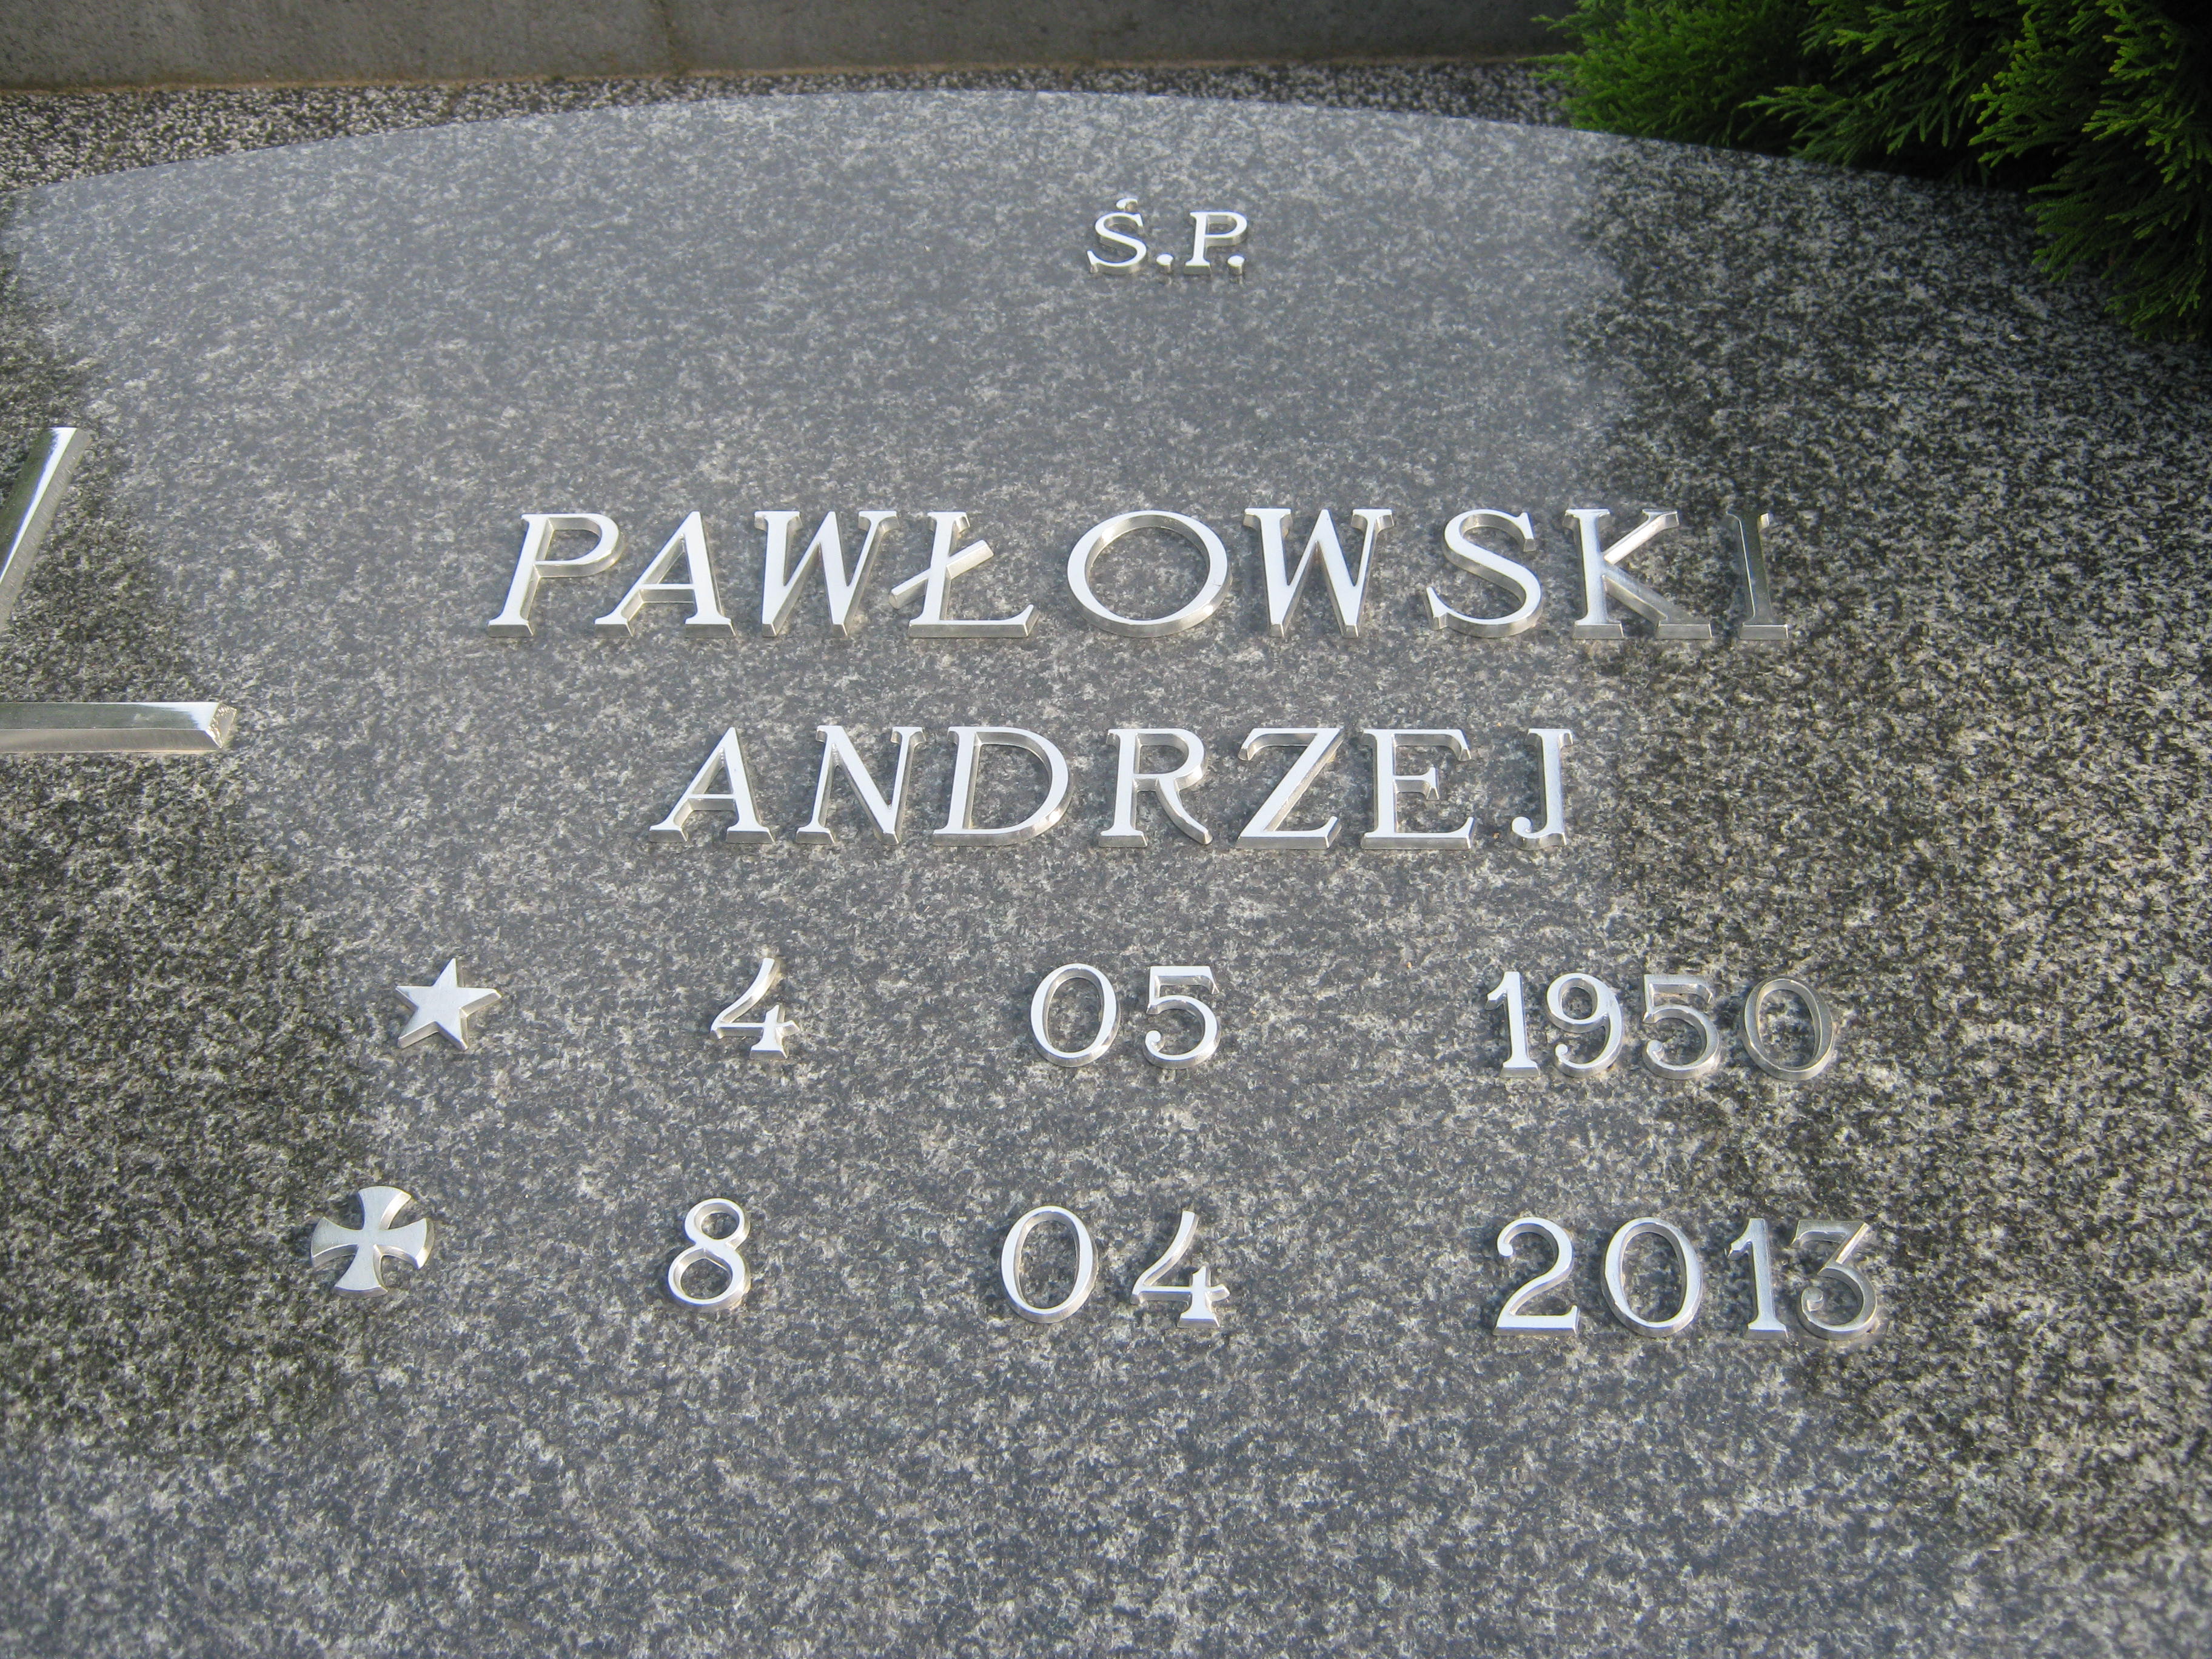 Ś.P.
PAWŁOWSKI
ANDRZEJ
★ 4 05 1950
✠ 8 04 2013